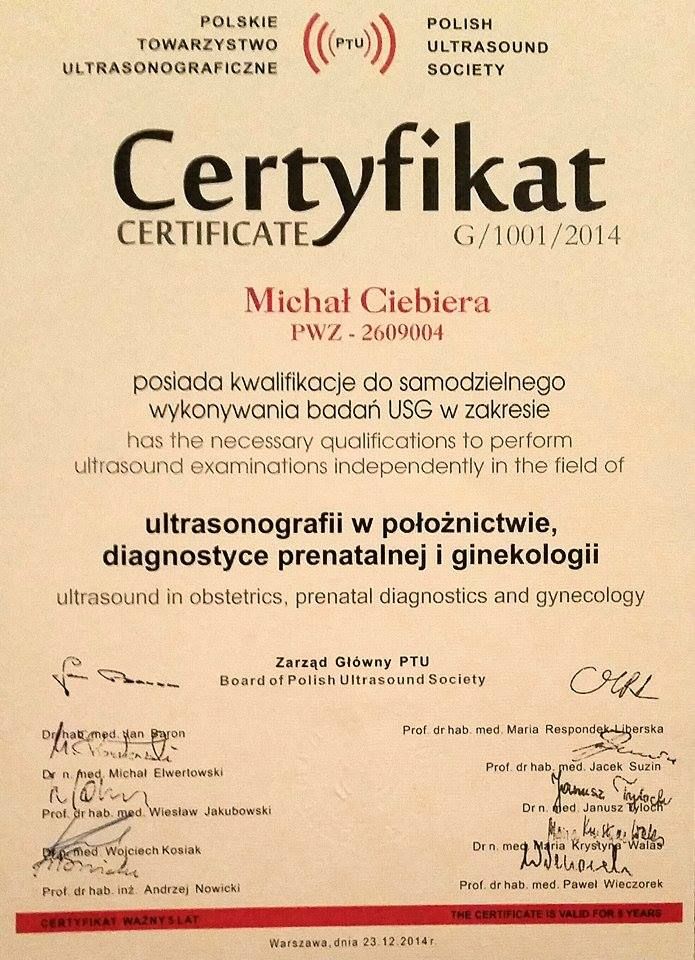 POLSKIE
TOWARZYSTWO
ULTRASONOGRAFICZNE
PTU
POLISH
ULTRASOUND
SOCIETY
Certyfikat
CERTIFICATE
G/1001/2014
Michał Ciebiera
PWZ - 2609004
posiada kwalifikacje do samodzielnego
wykonywania badań USG w zakresie
has the necessary qualifications to perform
ultrasound examinations independently in the field of
ultrasonografii w położnictwie,
diagnostyce prenatalnej i ginekologii
ultrasound in obstetrics, prenatal diagnostics and gynecology
Zarząd Główny PTU
Board of Polish Ultrasound Society
Dr hab. med. Jan Baron
Dr n. med. Michał Elwertowski
Prof. dr hab. med. Wiesław Jakubowski
Dr n. med. Wojciech Kosiak
Prof. dr hab. inż. Andrzej Nowicki
Prof. dr hab. med. Maria Respondek-Liberska
Prof. dr hab. med. Jacek Suzin
Dr n. med. Janusz Tyloch
Dr n. med. Maria Krystyna Walas
Prof. dr hab. med. Paweł Wieczorek
CERTYFIKAT WAŻNY 5 LAT
THE CERTIFICATE IS VALID FOR 5 YEARS
Warszawa, dnia 23.12.2014 r.